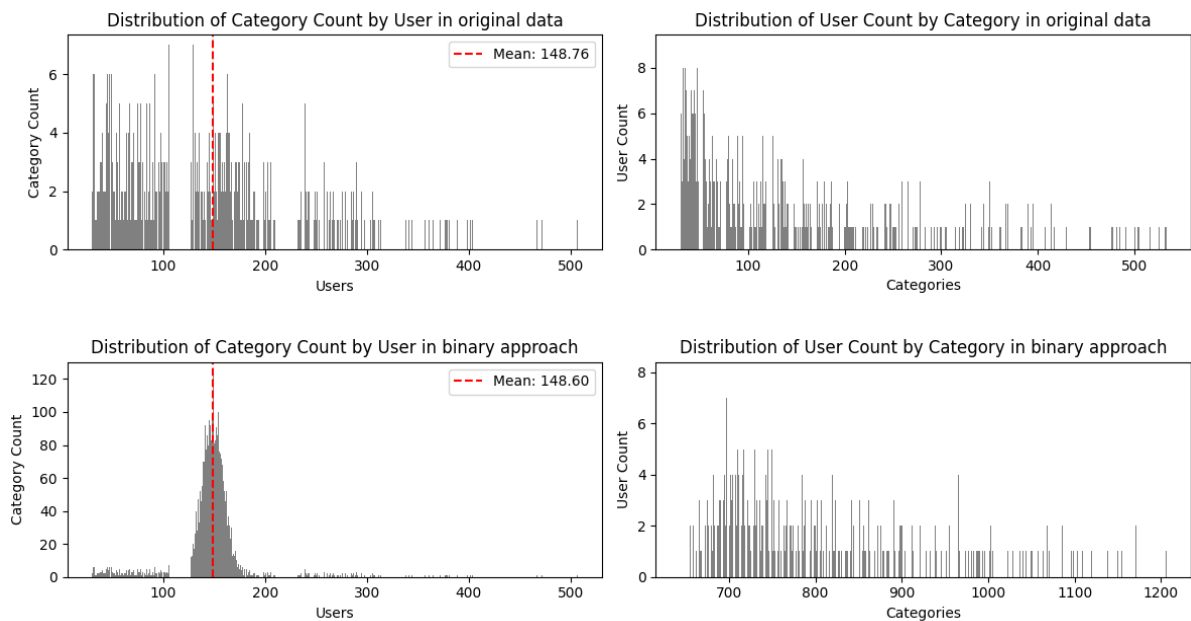 Distribution of Category Count by User in original data
Category Count
6
4
2
0
Mean: 148.76
100 200 300 400 500
Users
Distribution of User Count by Category in original data
User Count
8
6
4
2
0
100 200 300 400 500
Categories
Distribution of Category Count by User in binary approach
Category Count
120
100
80
60
40
20
0
Mean: 148.60
100 200 300 400 500
Users
Distribution of User Count by Category in binary approach
User Count
8
6
4
2
0
700 800 900 1000 1100 1200
Categories